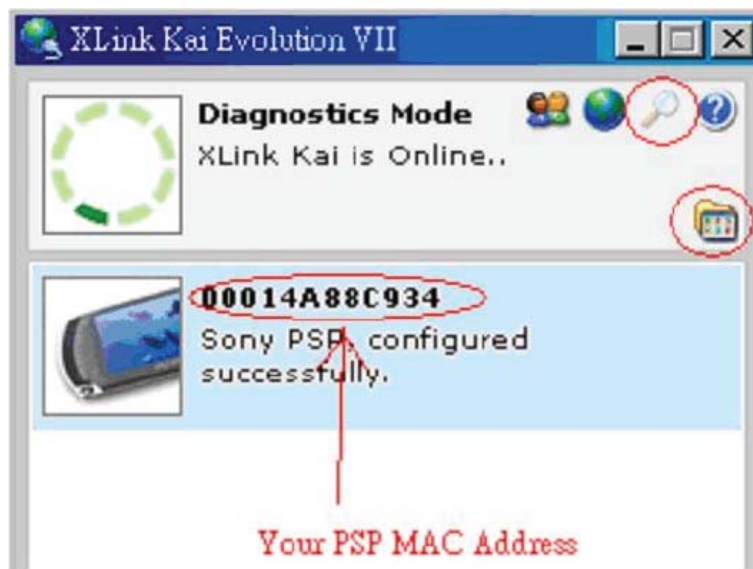 XLink Kai Evolution VII
Diagnostics Mode
XLink Kai is Online..
00014A88C934
Sony PSP, configured
successfully.
Your PSP MAC Address